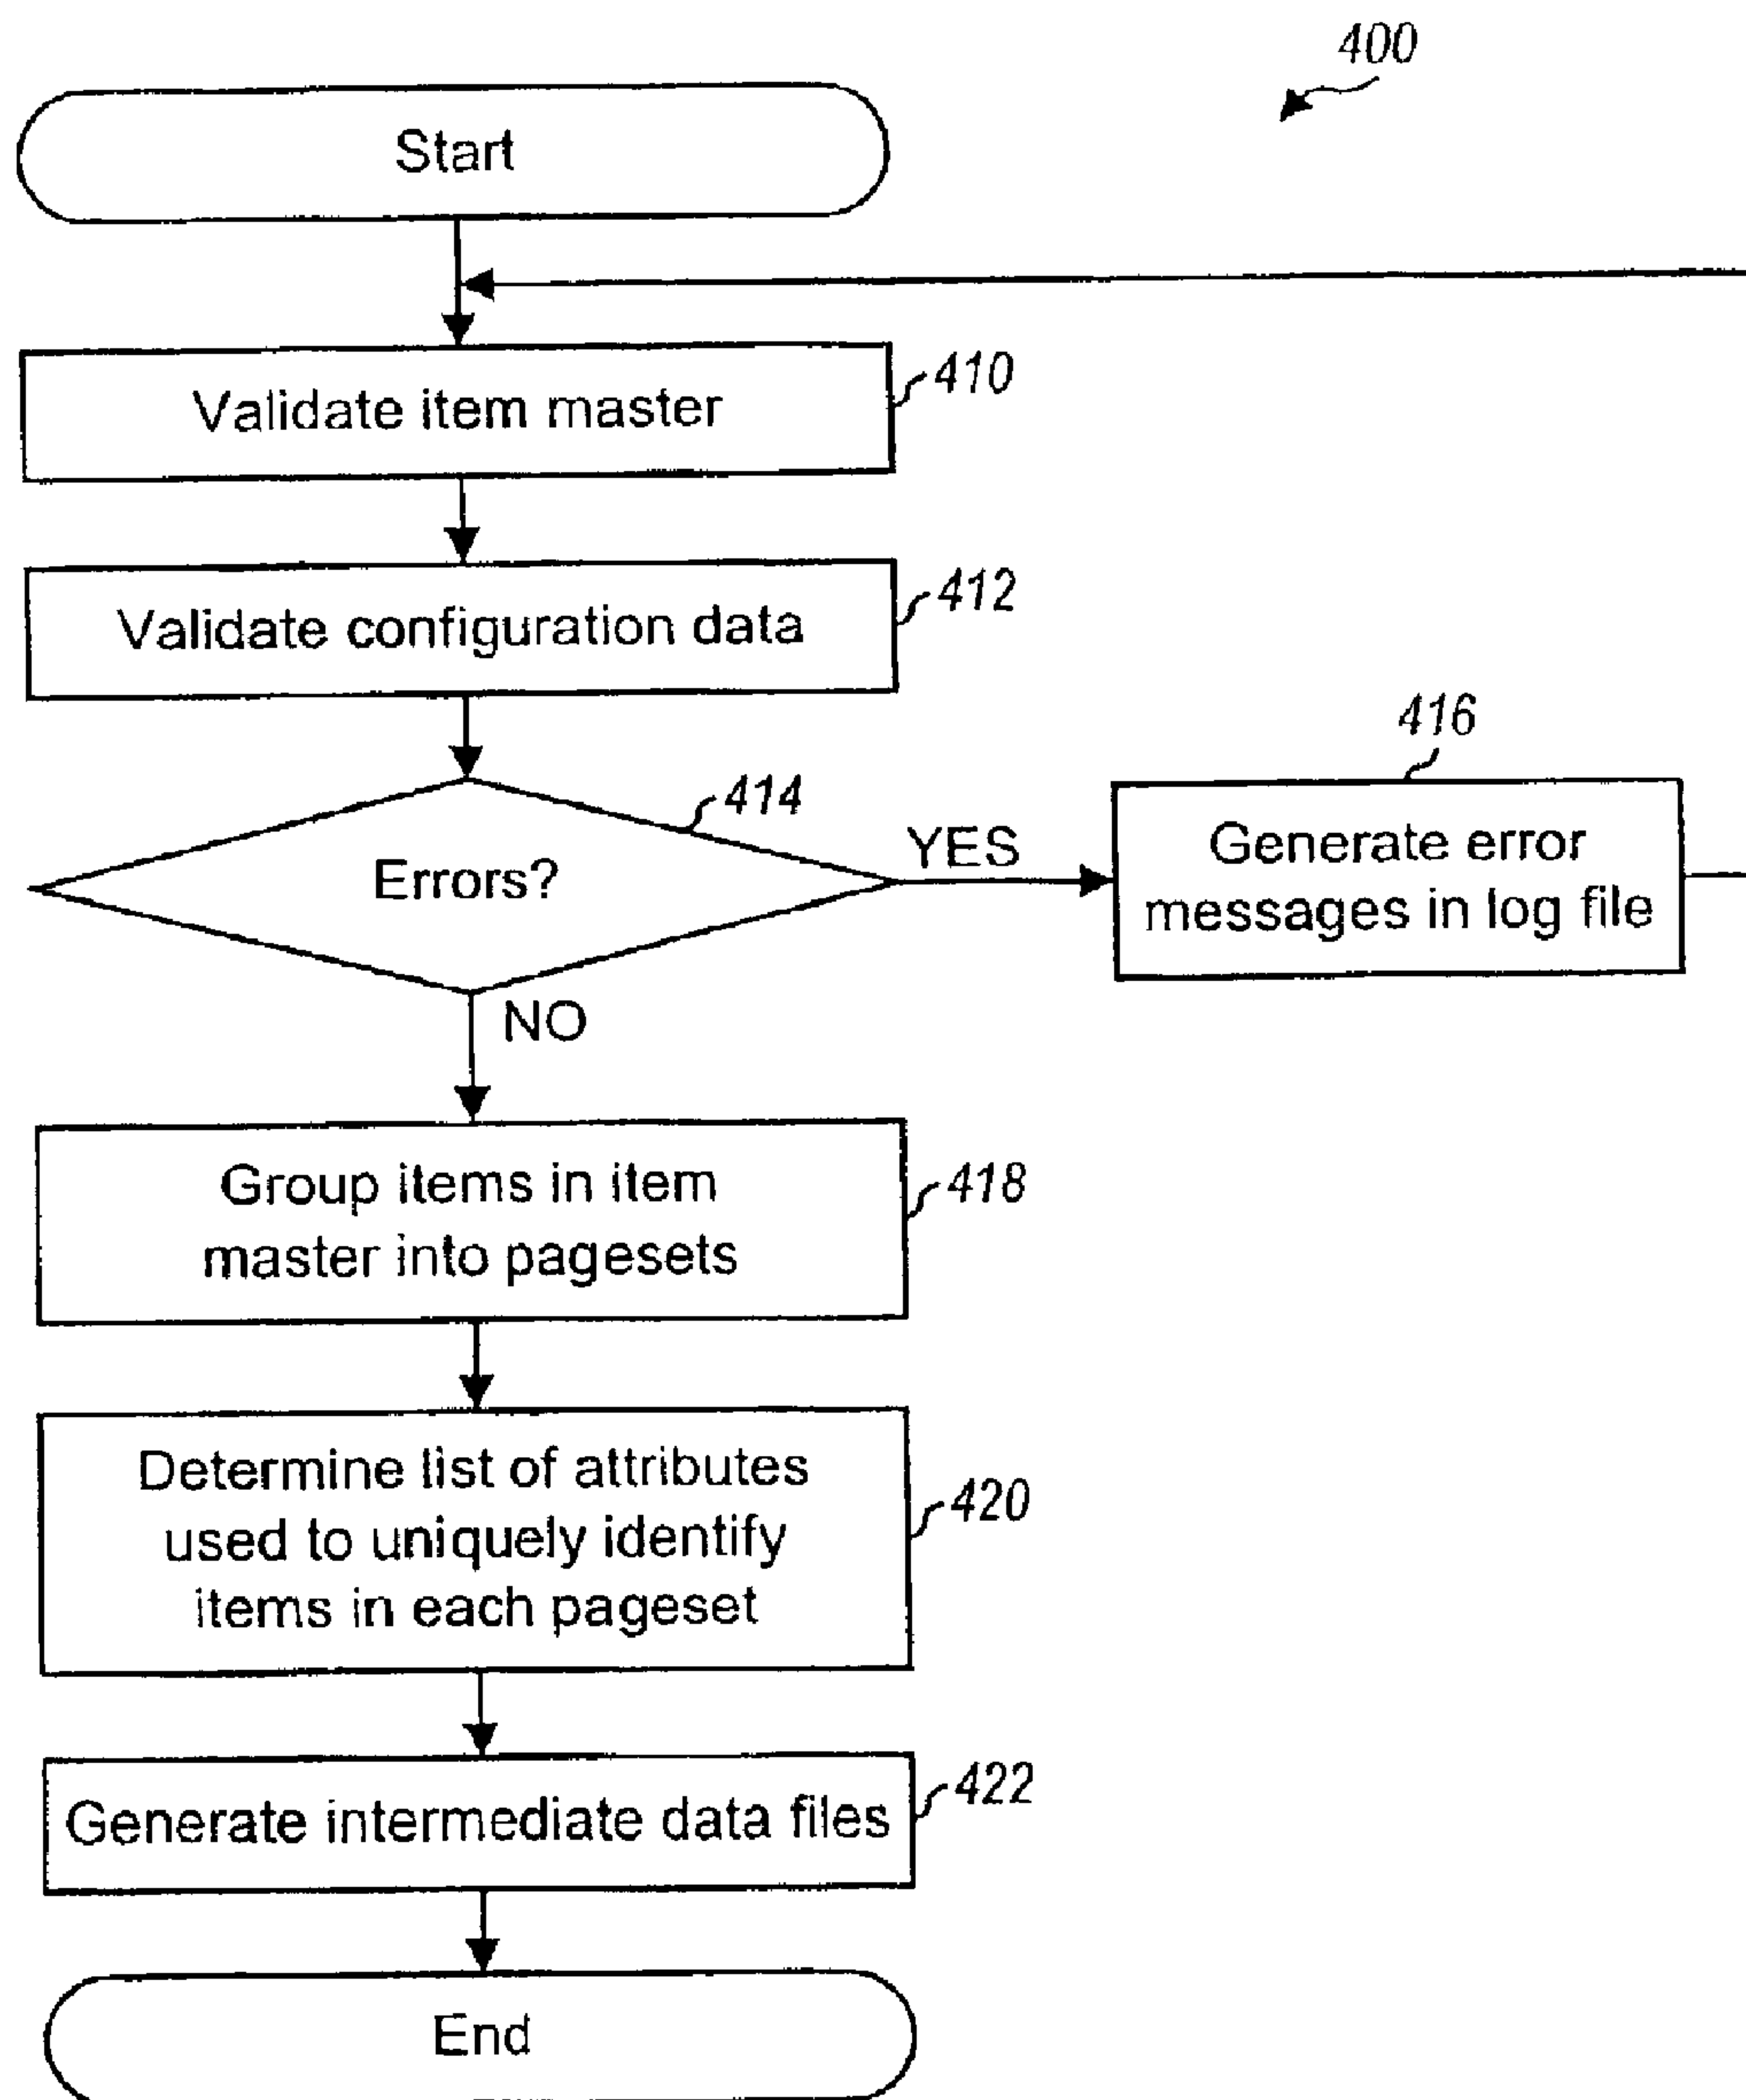 400
Start
Validate item master
410
Validate configuration data
412
414
Errors?
YES
416
Generate error
messages in log file
NO
Group items in item
master into pagesets
418
Determine list of attributes
used to uniquely identify
items in each pageset
420
Generate intermediate data files
422
End